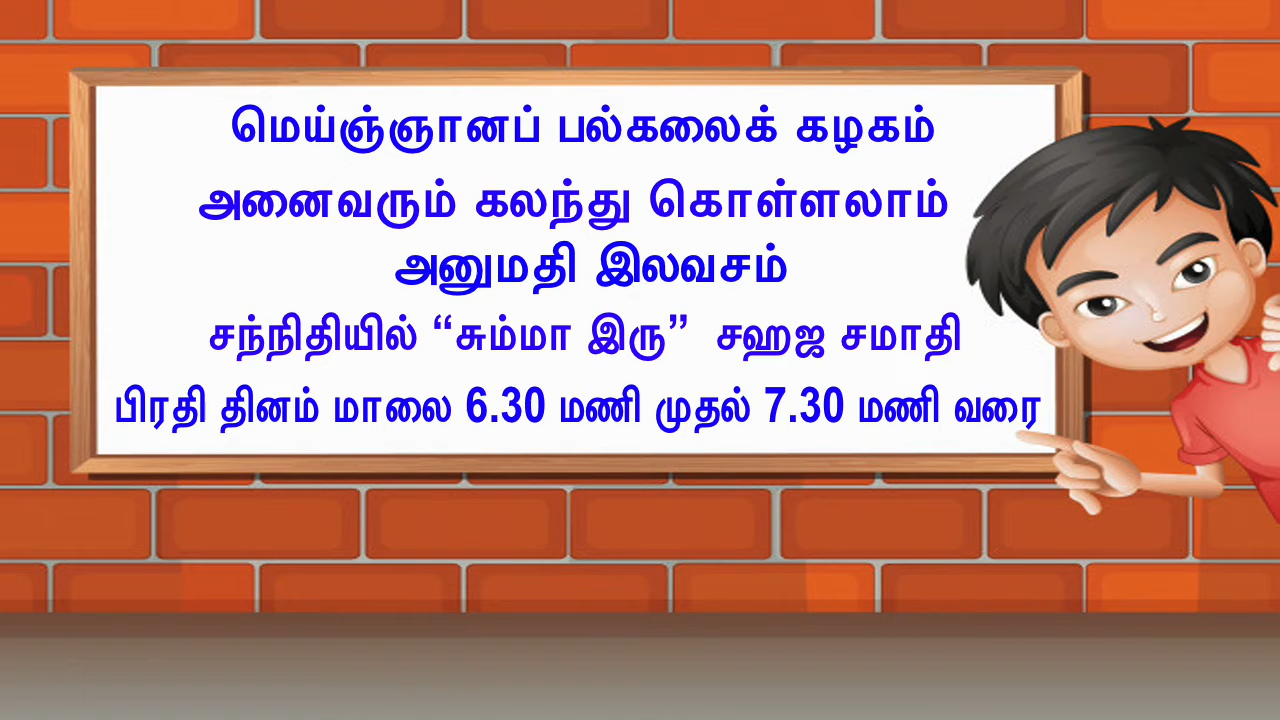 மெய்ஞ்ஞானப் பல்கலைக் கழகம்
அனைவரும் கலந்து கொள்ளலாம்
அனுமதி இலவசம்
சந்நிதியில் “சும்மா இரு” சஹஜ சமாதி
பிரதி தினம் மாலை 6.30 மணி முதல் 7.30 மணி வரை